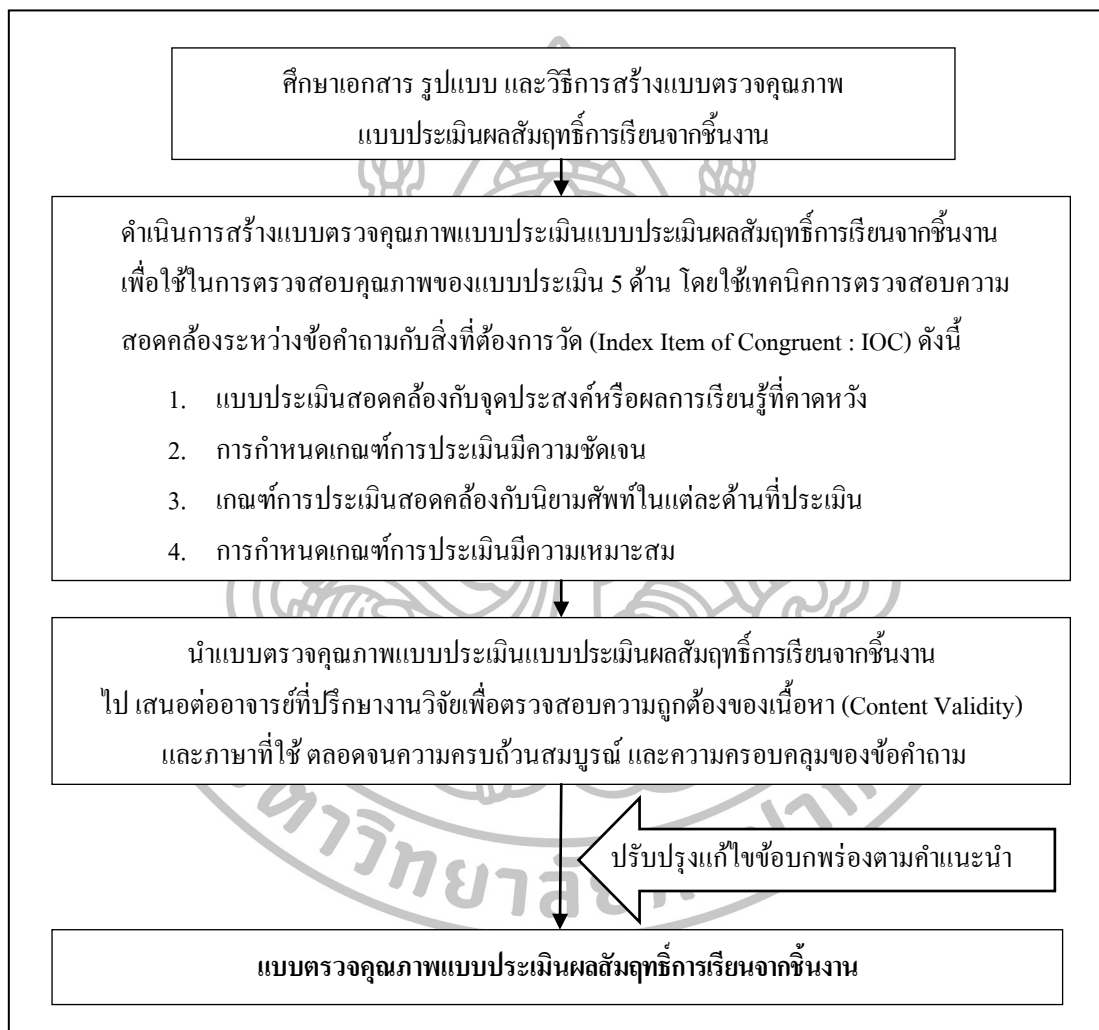 ศึกษาเอกสาร รูปแบบ และวิธีการสร้างแบบตรวจคุณภาพ
แบบประเมินผลสัมฤทธิ์การเรียนจากชิ้นงาน
ดำเนินการสร้างแบบตรวจคุณภาพแบบประเมินแบบประเมินผลสัมฤทธิ์การเรียนจากชิ้นงาน
เพื่อใช้ในการตรวจสอบคุณภาพของแบบประเมิน 5 ด้าน โดยใช้เทคนิคการตรวจสอบความ
สอดคล้องระหว่างข้อคำถามกับสิ่งที่ต้องการวัด (Index Item of Congruent : IOC) ดังนี้
1. แบบประเมินสอดคล้องกับจุดประสงค์หรือผลการเรียนรู้ที่คาดหวัง
2. การกำหนดเกณฑ์การประเมินมีความชัดเจน
3. เกณฑ์การประเมินสอดคล้องกับนิยามศัพท์ในแต่ละด้านที่ประเมิน
4. การกำหนดเกณฑ์การประเมินมีความเหมาะสม
นำแบบตรวจคุณภาพแบบประเมินแบบประเมินผลสัมฤทธิ์การเรียนจากชิ้นงาน
ไป เสนอต่ออาจารย์ที่ปรึกษางานวิจัยเพื่อตรวจสอบความถูกต้องของเนื้อหา (Content Validity)
และภาษาที่ใช้ ตลอดจนความครบถ้วนสมบูรณ์ และความครอบคลุมของข้อคำถาม
ปรับปรุงแก้ไขข้อบกพร่องตามคำแนะนำ
แบบตรวจคุณภาพแบบประเมินผลสัมฤทธิ์การเรียนจากชิ้นงาน